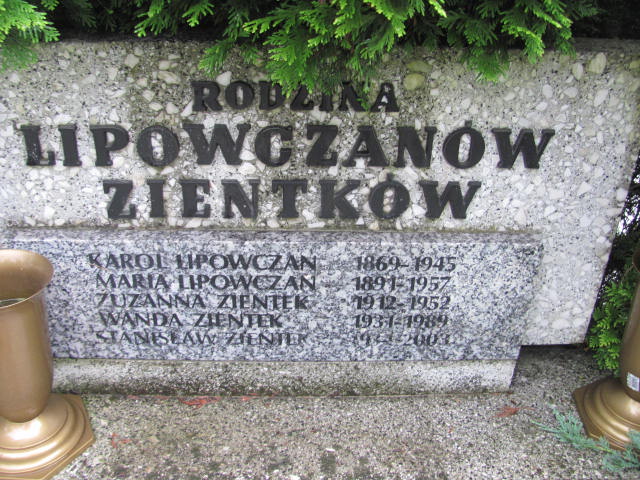 RODZINA
LIPOWCZANÓW
ZIENTKÓW
KAROL LIPOWCZAN 1869-1945
MARIA LIPOWCZAN 1891-1957
ZUZANNA ZIENTEK 1912-1952
WANDA ZIENTEK 1931-1989
STANISŁAW ZIENTEK 2003